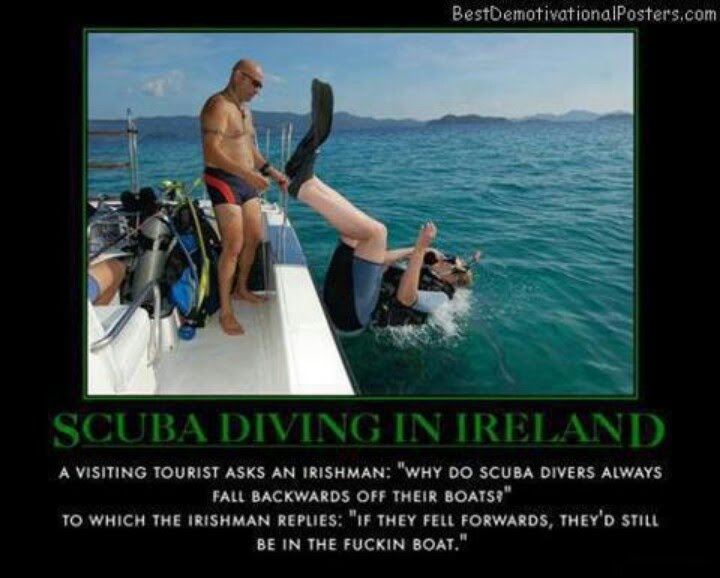 BestDemotivationalPosters.com
SCUBA DIVING IN IRELAND
A VISITING TOURIST ASKS AN IRISHMAN: "WHY DO SCUBA DIVERS ALWAYS
FALL BACKWARDS OFF THEIR BOATS?"
TO WHICH THE IRISHMAN REPLIES: "IF THEY FELL FORWARDS, THEY'D STILL
BE IN THE FUCKIN BOAT."